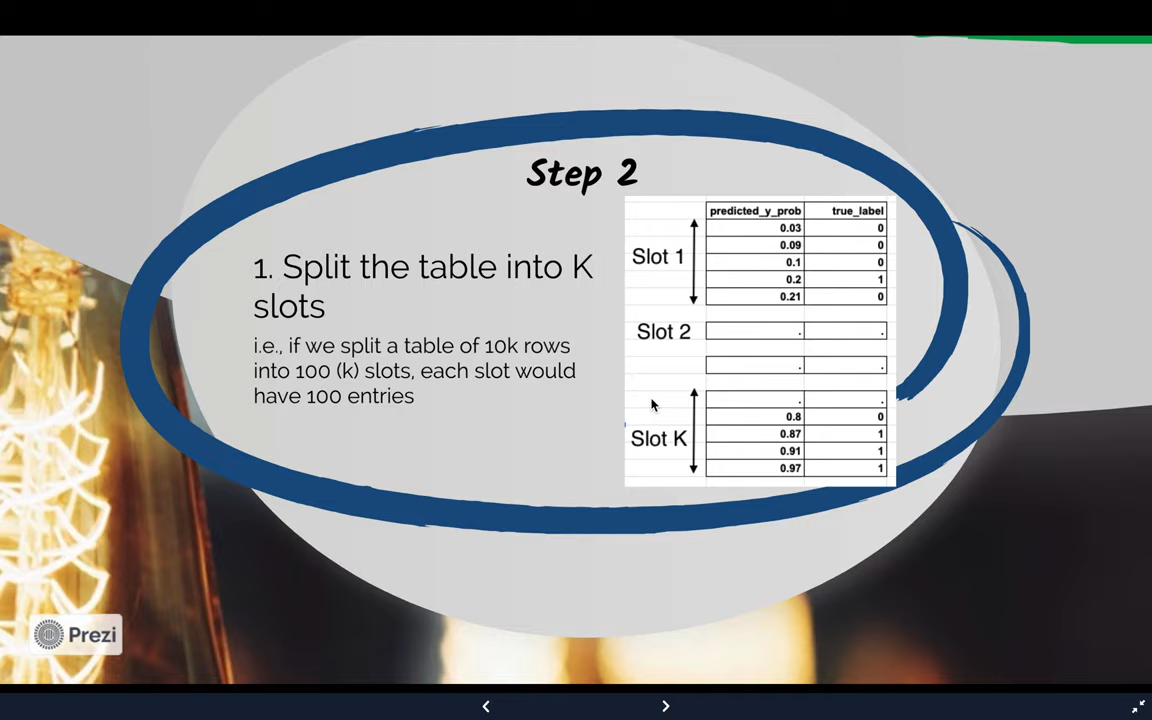 Step 2
1. Split the table into K
slots
i.e., if we split a table of 10k rows
into 100 (k) slots, each slot would
have 100 entries
predicted_y_prob true_label
0.03 0
0.09 0
Slot 1
0.1 0
0.2 1
0.21 0
Slot 2 . .
. .
. .
0.8 0
Slot K
0.87 1
0.91 1
0.97 1
Prezi